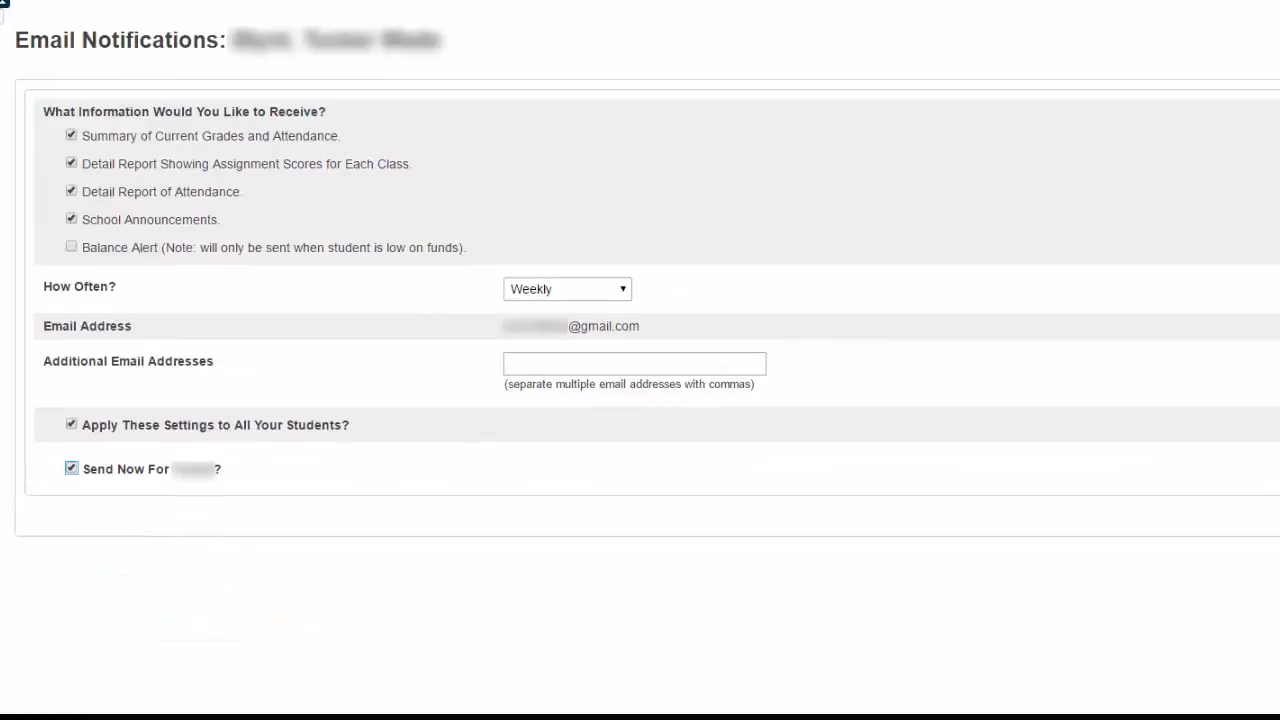 Email Notifications:
What Information Would You Like to Receive?
Summary of Current Grades and Attendance.
Detail Report Showing Assignment Scores for Each Class.
Detail Report of Attendance.
School Announcements.
Balance Alert (Note: will only be sent when student is low on funds).
How Often?
Weekly
Email Address
@gmail.com
Additional Email Addresses
(separate multiple email addresses with commas)
Apply These Settings to All Your Students?
Send Now For ?